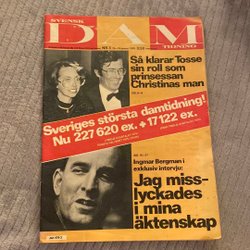 SVENSK
DAM
TIDNING
Så klarar Tosse
sin roll som
prinsessan
Christinas man
Sveriges största damtidning!
Nu 227 620 ex. + 17 122 ex.
Ingmar Bergman i
exklusiv intervju:
Jag miss-
lyckades
i mina
äktenskap